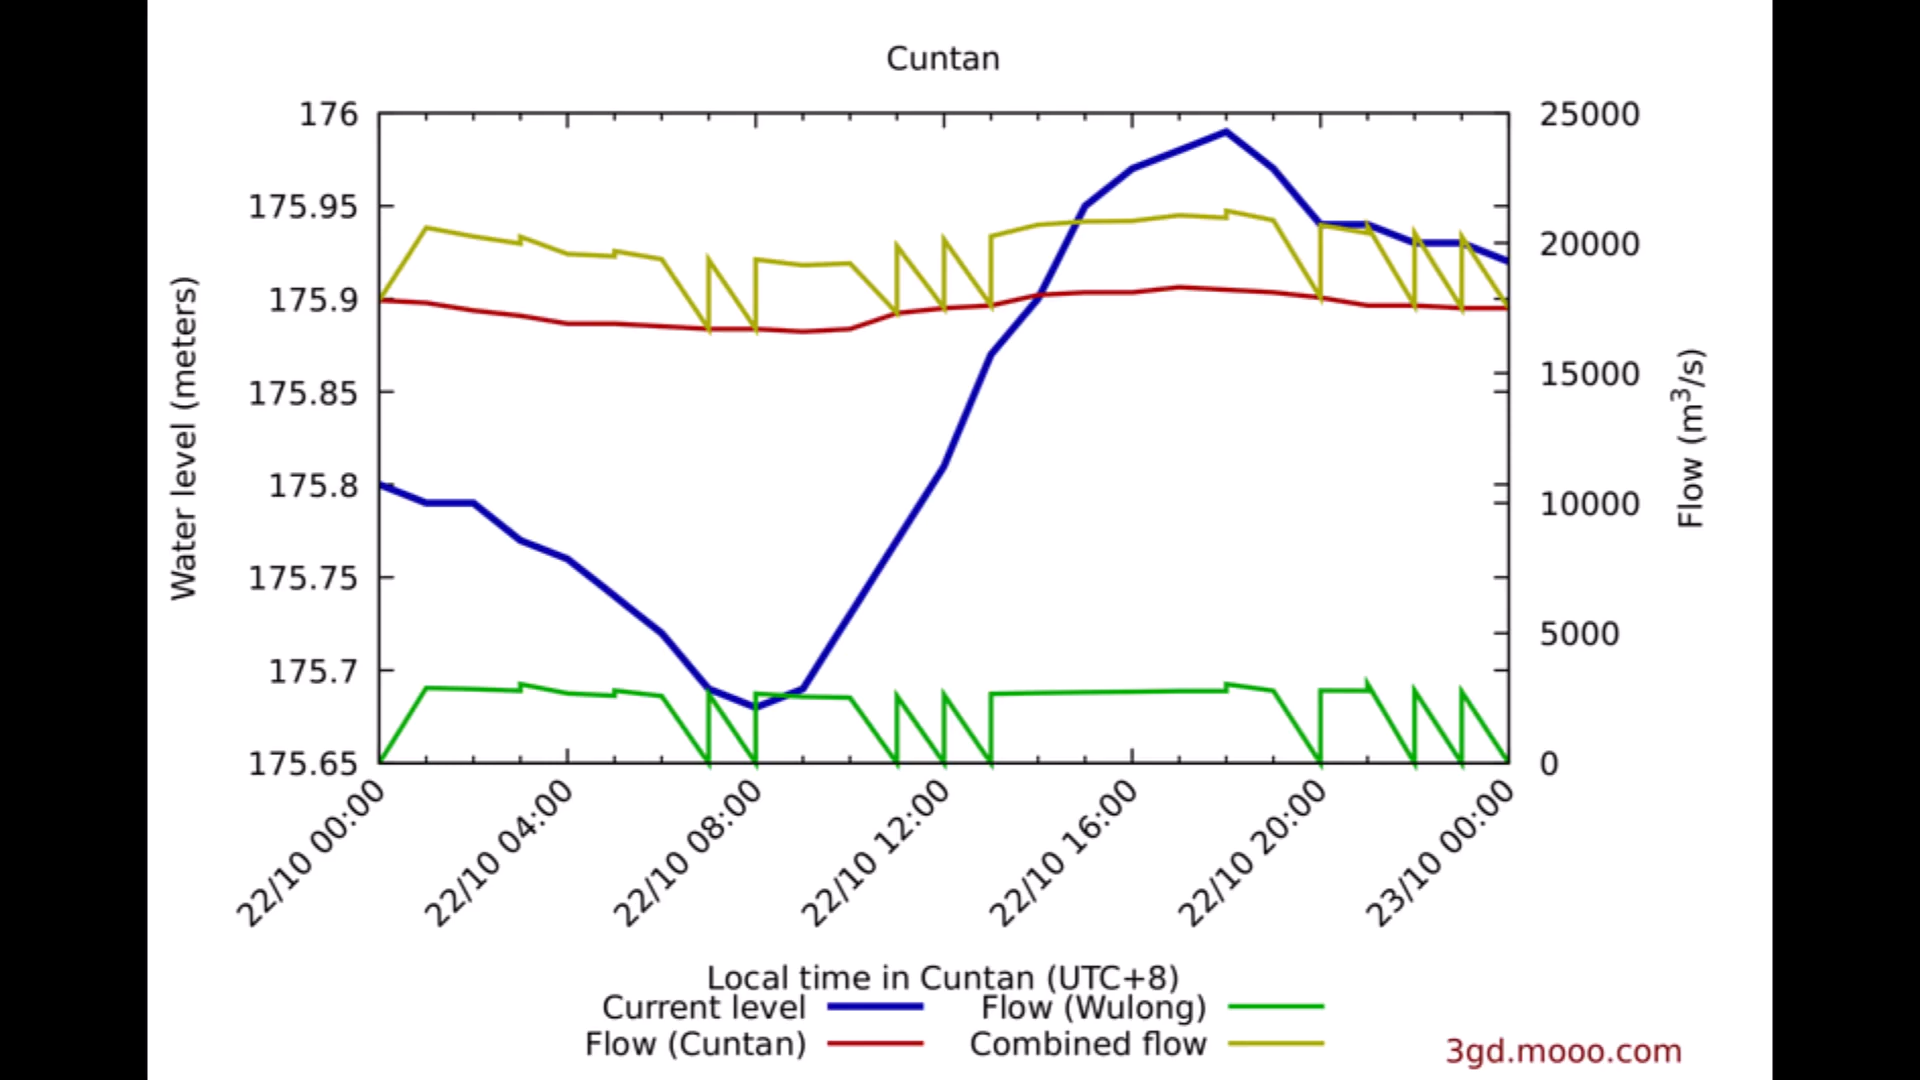 Cuntan
176
175.95
175.9
175.85
175.8
175.75
175.7
175.65
25000
20000
15000
10000
5000
0
Water level (meters)
Flow (m³/s)
22/10 00:00
22/10 04:00
22/10 08:00
22/10 12:00
22/10 16:00
22/10 20:00
23/10 00:00
Local time in Cuntan (UTC+8)
Current level
Flow (Wulong)
Flow (Cuntan)
Combined flow
3gd.mooo.com